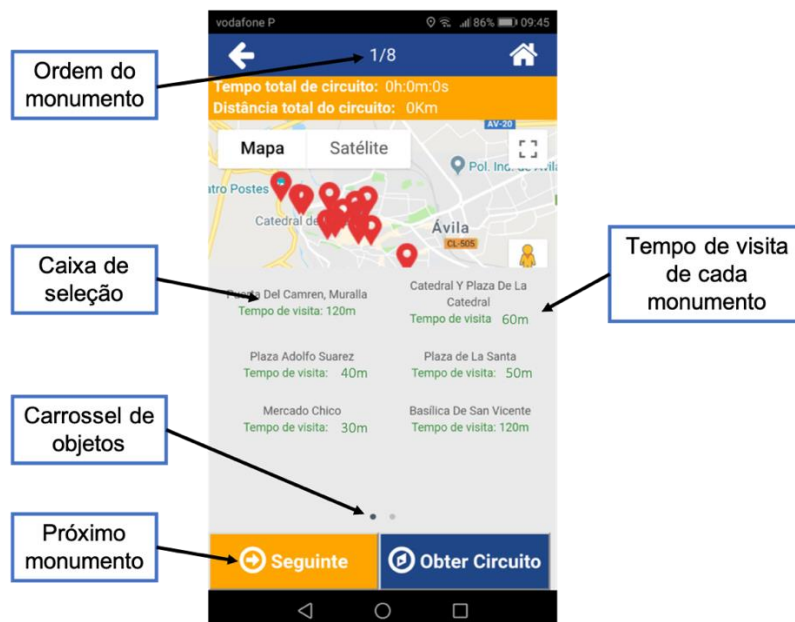 vodafone P
86%
09:45
Ordem do
monumento
1/8
Tempo total de circuito: 0h:0m:0s
Distância total do circuito: 0Km
AV-20
Mapa
Satélite
Pol. Ind. de Ávila
atro Postes
Catedral de
Ávila
CL-505
Caixa de
seleção
Tempo de visita
de cada
monumento
Puerta Del Camren, Muralla
Tempo de visita: 120m
Catedral Y Plaza De La
Catedral
Tempo de visita 60m
Plaza Adolfo Suarez
Tempo de visita: 40m
Plaza de La Santa
Tempo de visita: 50m
Carrossel de
objetos
Mercado Chico
Tempo de visita: 30m
Basílica De San Vicente
Tempo de visita: 120m
Próximo
monumento
Seguinte
Obter Circuito